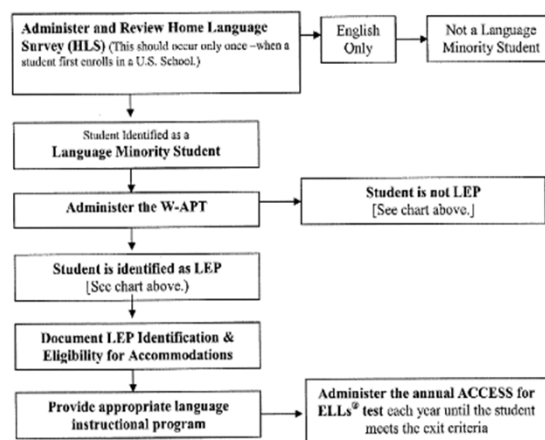 Administer and Review Home Language
Survey (HLS) (This should occur only once –when a
student first enrolls in a U.S. School.)
English
Only
Not a Language
Minority Student
Student Identified as a
Language Minority Student
Administer the W-APT
Student is not LEP
[See chart above.]
Student is identified as LEP
[See chart above.)
Document LEP Identification &
Eligibility for Accommodations
Provide appropriate language
instructional program
Administer the annual ACCESS for
ELLs® test each year until the student
meets the exit criteria